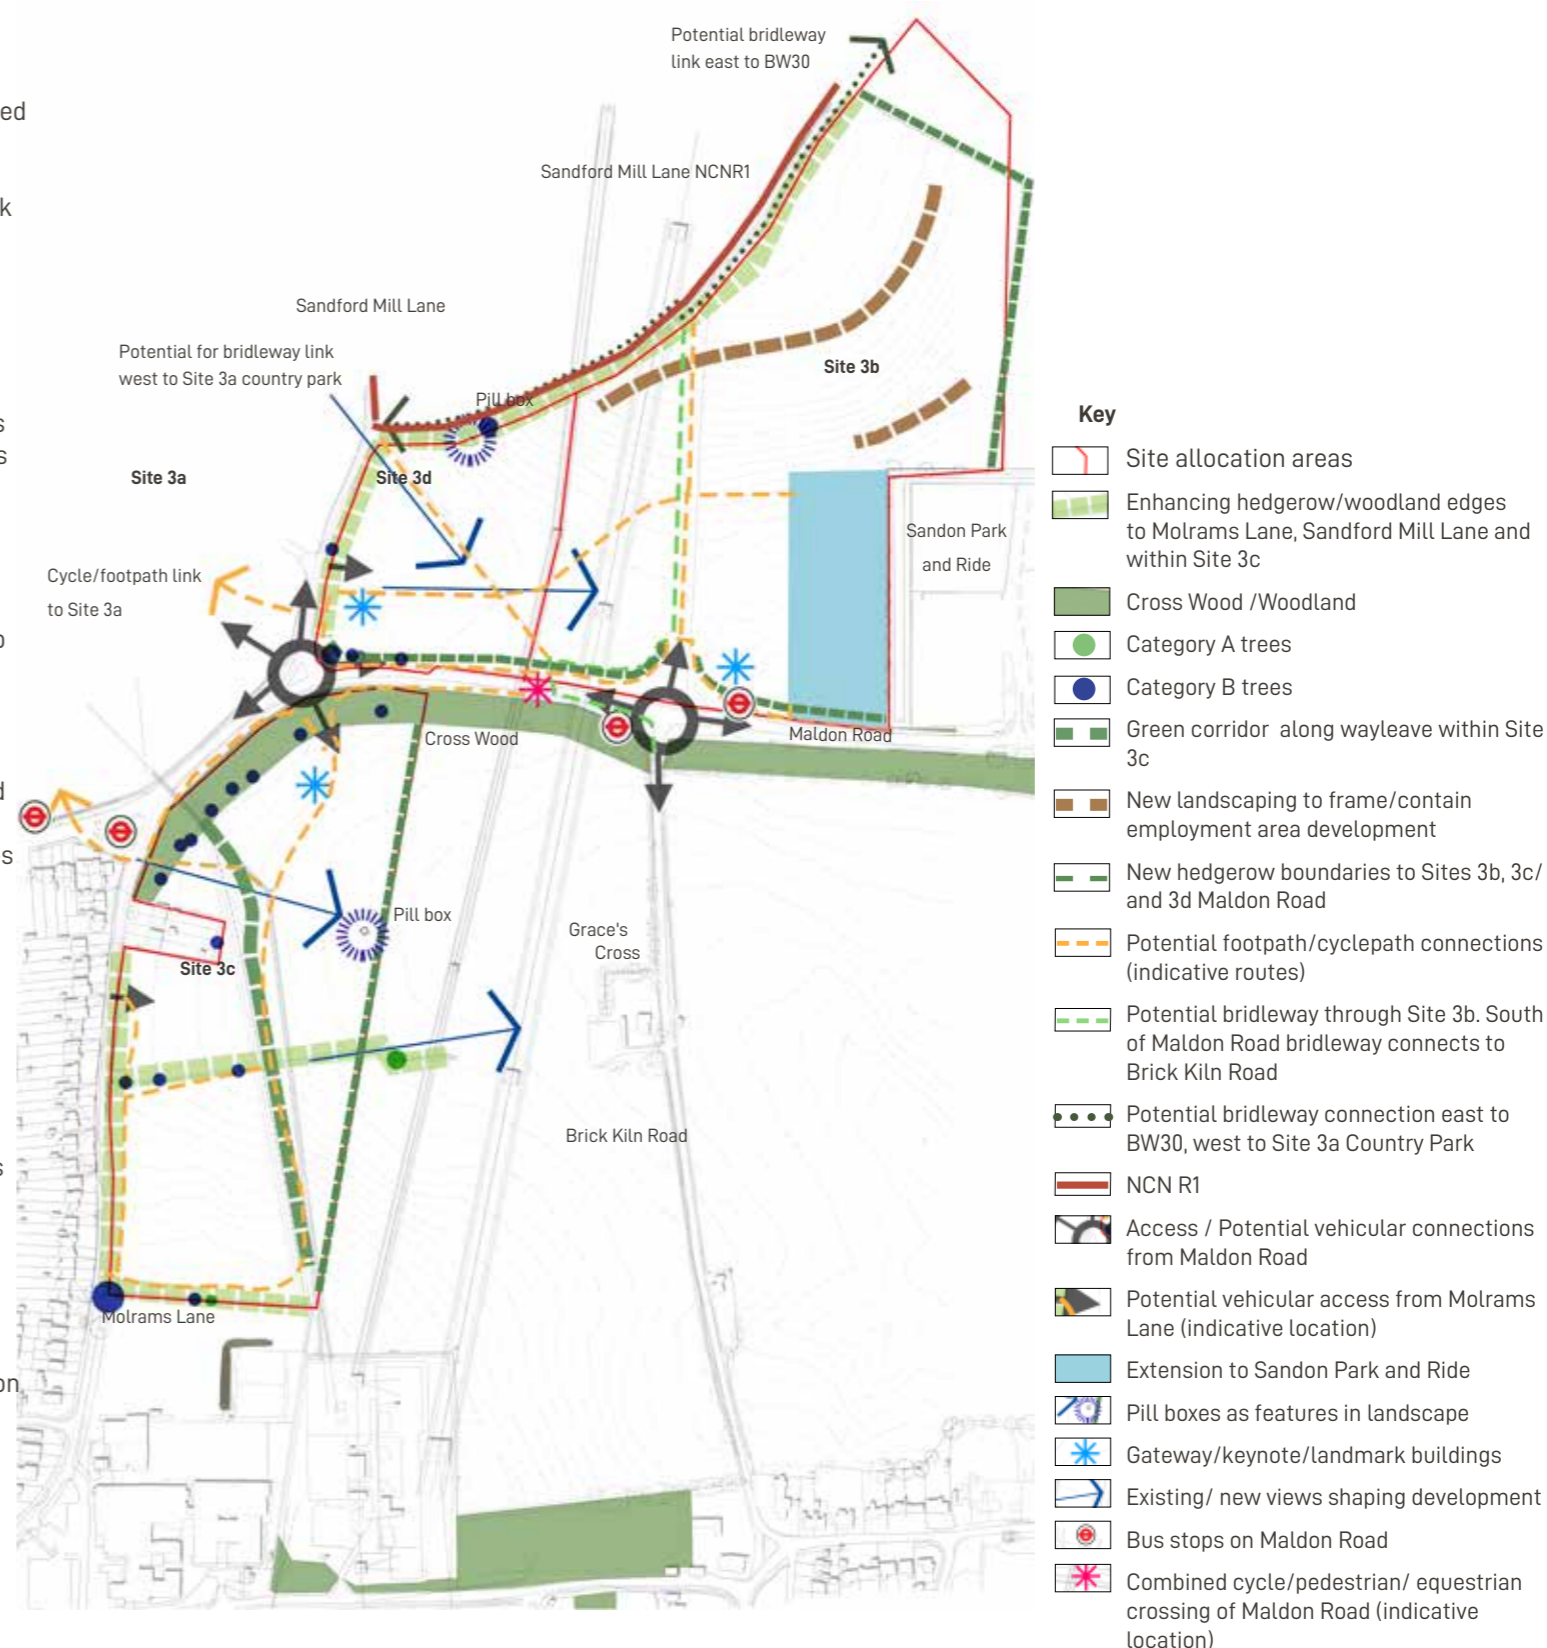 ed
k
s
s
o
d
s
s
on
Potential bridleway
link east to BW30
Sandford Mill Lane NCNR1
Sandford Mill Lane
Potential for bridleway link
west to Site 3a country park
Pill box
Site 3b
Site 3a
Site 3d
Sandon Park
and Ride
Cycle/footpath link
to Site 3a
Cross Wood
Maldon Road
Pill box
Grace's
Cross
Site 3c
Brick Kiln Road
Molrams Lane
Key
Site allocation areas
Enhancing hedgerow/woodland edges
to Molrams Lane, Sandford Mill Lane and
within Site 3c
Cross Wood /Woodland
Category A trees
Category B trees
Green corridor along wayleave within Site
3c
New landscaping to frame/contain
employment area development
New hedgerow boundaries to Sites 3b, 3c/
and 3d Maldon Road
Potential footpath/cyclepath connections
(indicative routes)
Potential bridleway through Site 3b. South
of Maldon Road bridleway connects to
Brick Kiln Road
Potential bridleway connection east to
BW30, west to Site 3a Country Park
NCN R1
Access / Potential vehicular connections
from Maldon Road
Potential vehicular access from Molrams
Lane (indicative location)
Extension to Sandon Park and Ride
Pill boxes as features in landscape
Gateway/keynote/landmark buildings
Existing/ new views shaping development
Bus stops on Maldon Road
Combined cycle/pedestrian/ equestrian
crossing of Maldon Road (indicative
location)